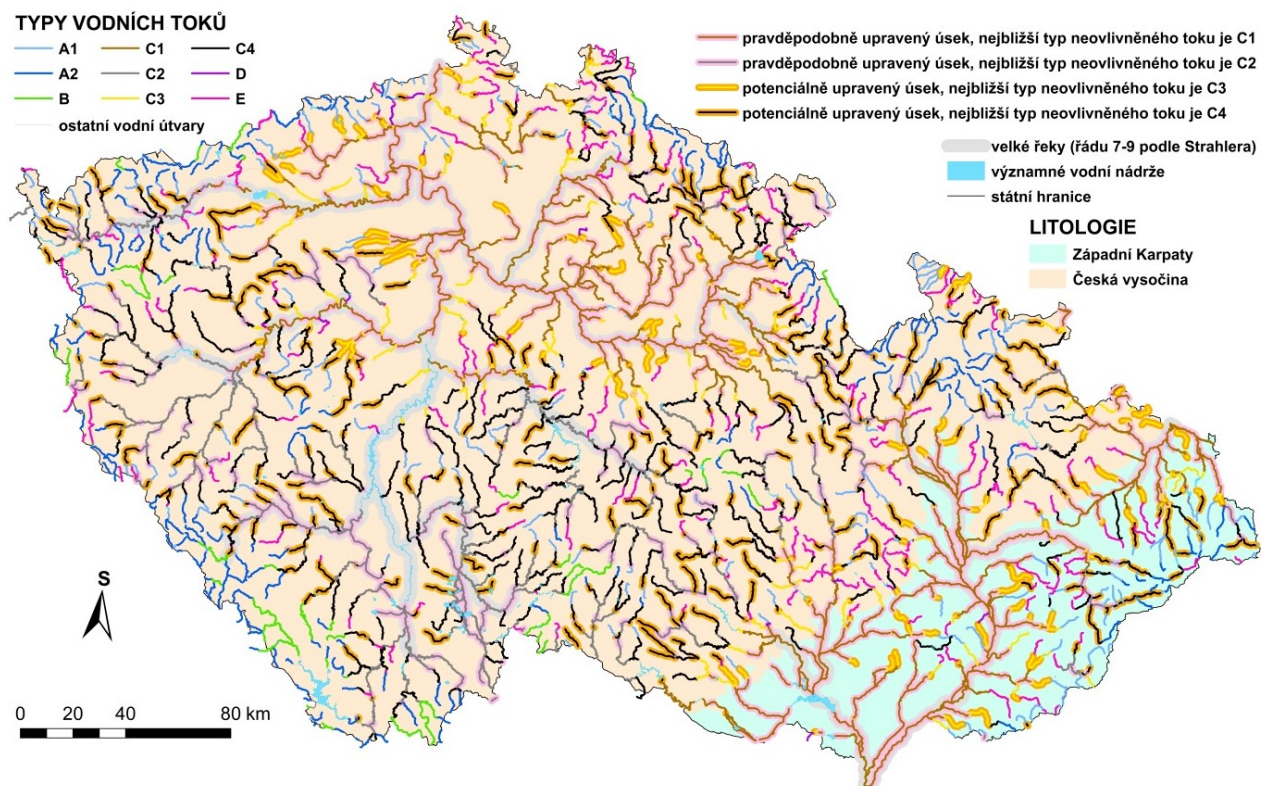 TYPY VODNÍCH TOKŮ
A1 C1 C4
A2 C2 D
B C3 E
ostatní vodní útvary
pravděpodobně upravený úsek, nejbližší typ neovlivněného toku je C1
pravděpodobně upravený úsek, nejbližší typ neovlivněného toku je C2
potenciálně upravený úsek, nejbližší typ neovlivněného toku je C3
potenciálně upravený úsek, nejbližší typ neovlivněného toku je C4
velké řeky (řádu 7-9 podle Strahlera)
významné vodní nádrže
státní hranice
LITOLOGIE
Západní Karpaty
Česká vysočina
S
0 20 40 80 km